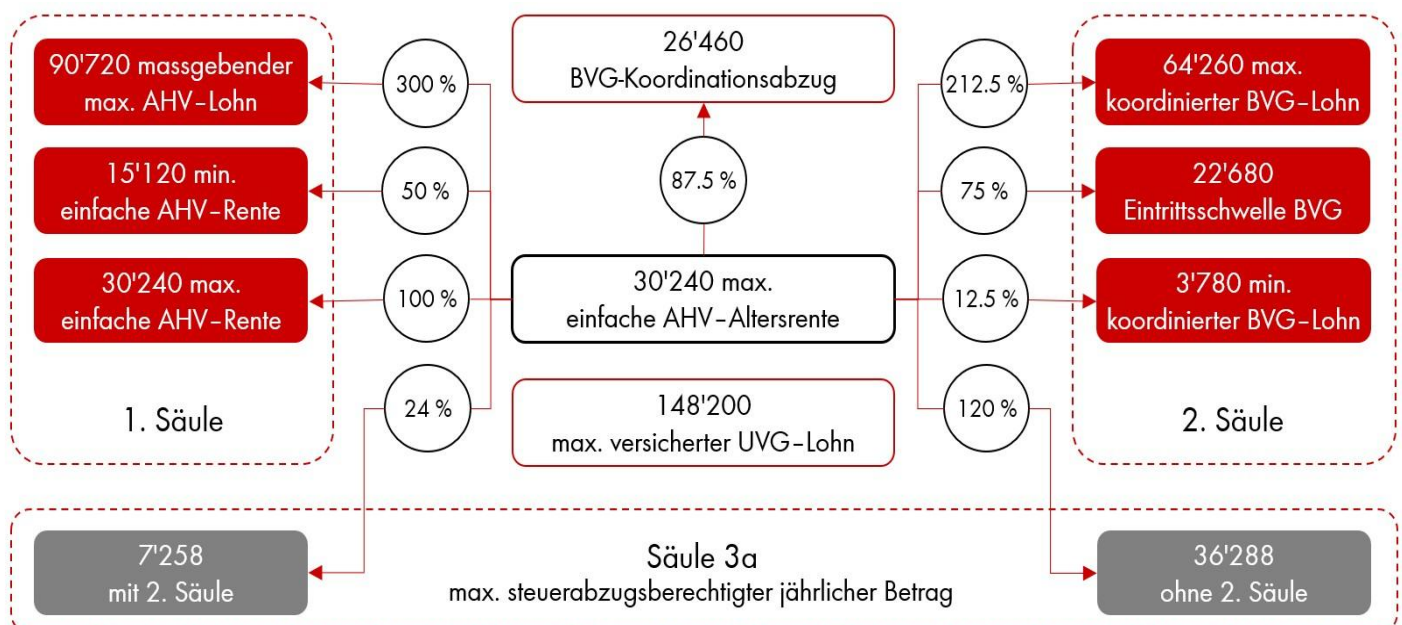 90'720 massgebender
max. AHV–Lohn
300 %
26'460
BVG-Koordinationsabzug
212.5 %
64'260 max.
koordinierter BVG–Lohn
15'120 min.
einfache AHV–Rente
50 %
87.5 %
75 %
22'680
Eintrittsschwelle BVG
30'240 max.
einfache AHV–Rente
100 %
30'240 max.
einfache AHV–Altersrente
12.5 %
3'780 min.
koordinierter BVG–Lohn
1. Säule
24 %
148'200
max. versicherter UVG–Lohn
120 %
2. Säule
7'258
mit 2. Säule
Säule 3a
max. steuerabzugsberechtigter jährlicher Betrag
36'288
ohne 2. Säule